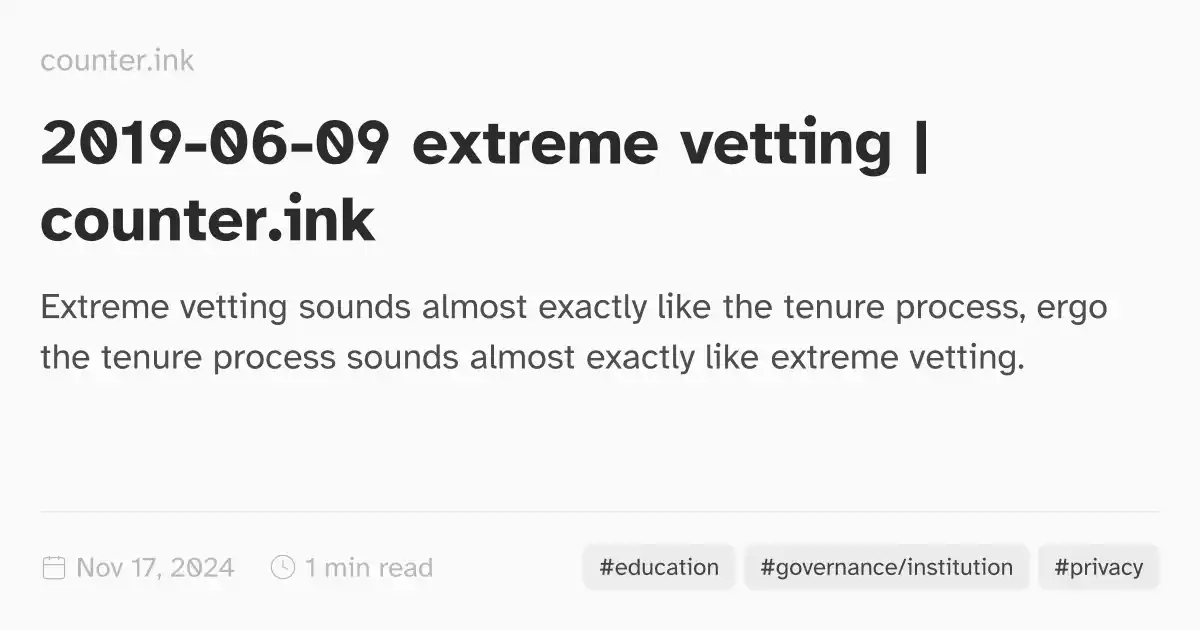 counter.ink
2019-06-09 extreme vetting |
counter.ink
Extreme vetting sounds almost exactly like the tenure process, ergo
the tenure process sounds almost exactly like extreme vetting.
Nov 17, 2024 1 min read #education #governance/institution #privacy